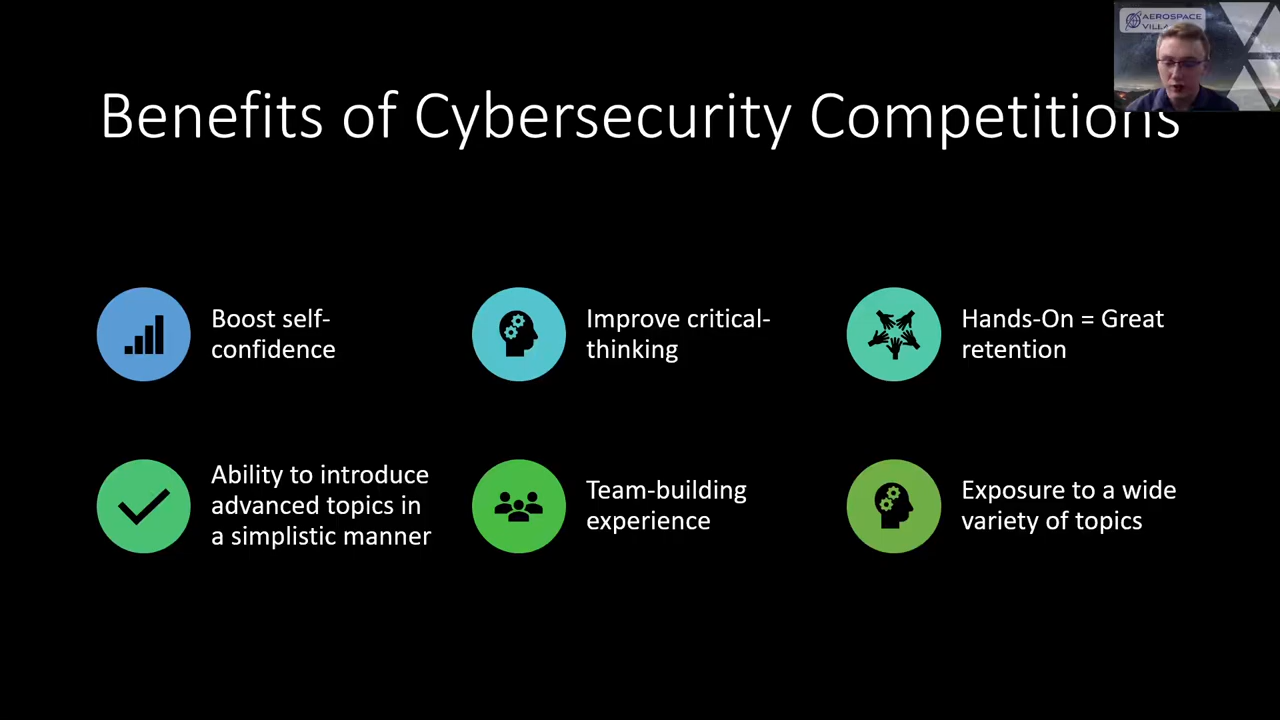 AEROSPACE
Benefits of Cybersecurity Competitions
Boost self-
confidence
Improve critical-
thinking
Hands-On = Great
retention
Ability to introduce
advanced topics in
a simplistic manner
Team-building
experience
Exposure to a wide
variety of topics